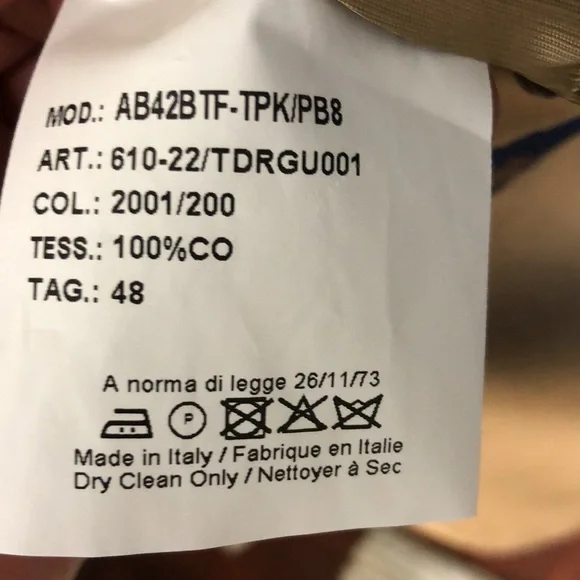 MOD.: AB42BTF-TPK/PB8
ART.: 610-22/TDRGU001
COL.: 2001/200
TESS.: 100%CO
TAG.: 48
A norma di legge 26/11/73
P
Made in Italy / Fabrique en Italie
Dry Clean Only / Nettoyer à Sec